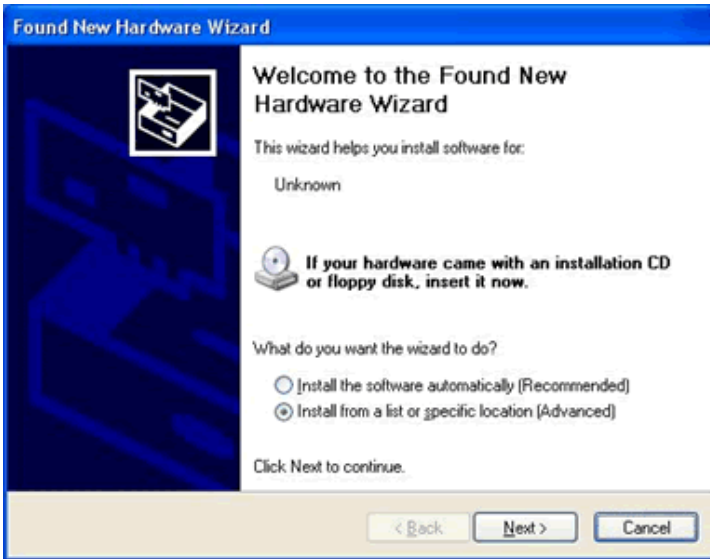 Found New Hardware Wizard
Welcome to the Found New
Hardware Wizard
This wizard helps you install software for:
Unknown
If your hardware came with an installation CD
or floppy disk, insert it now.
What do you want the wizard to do?
Install the software automatically (Recommended)
Install from a list or specific location (Advanced)
Click Next to continue.
< Back
Next >
Cancel